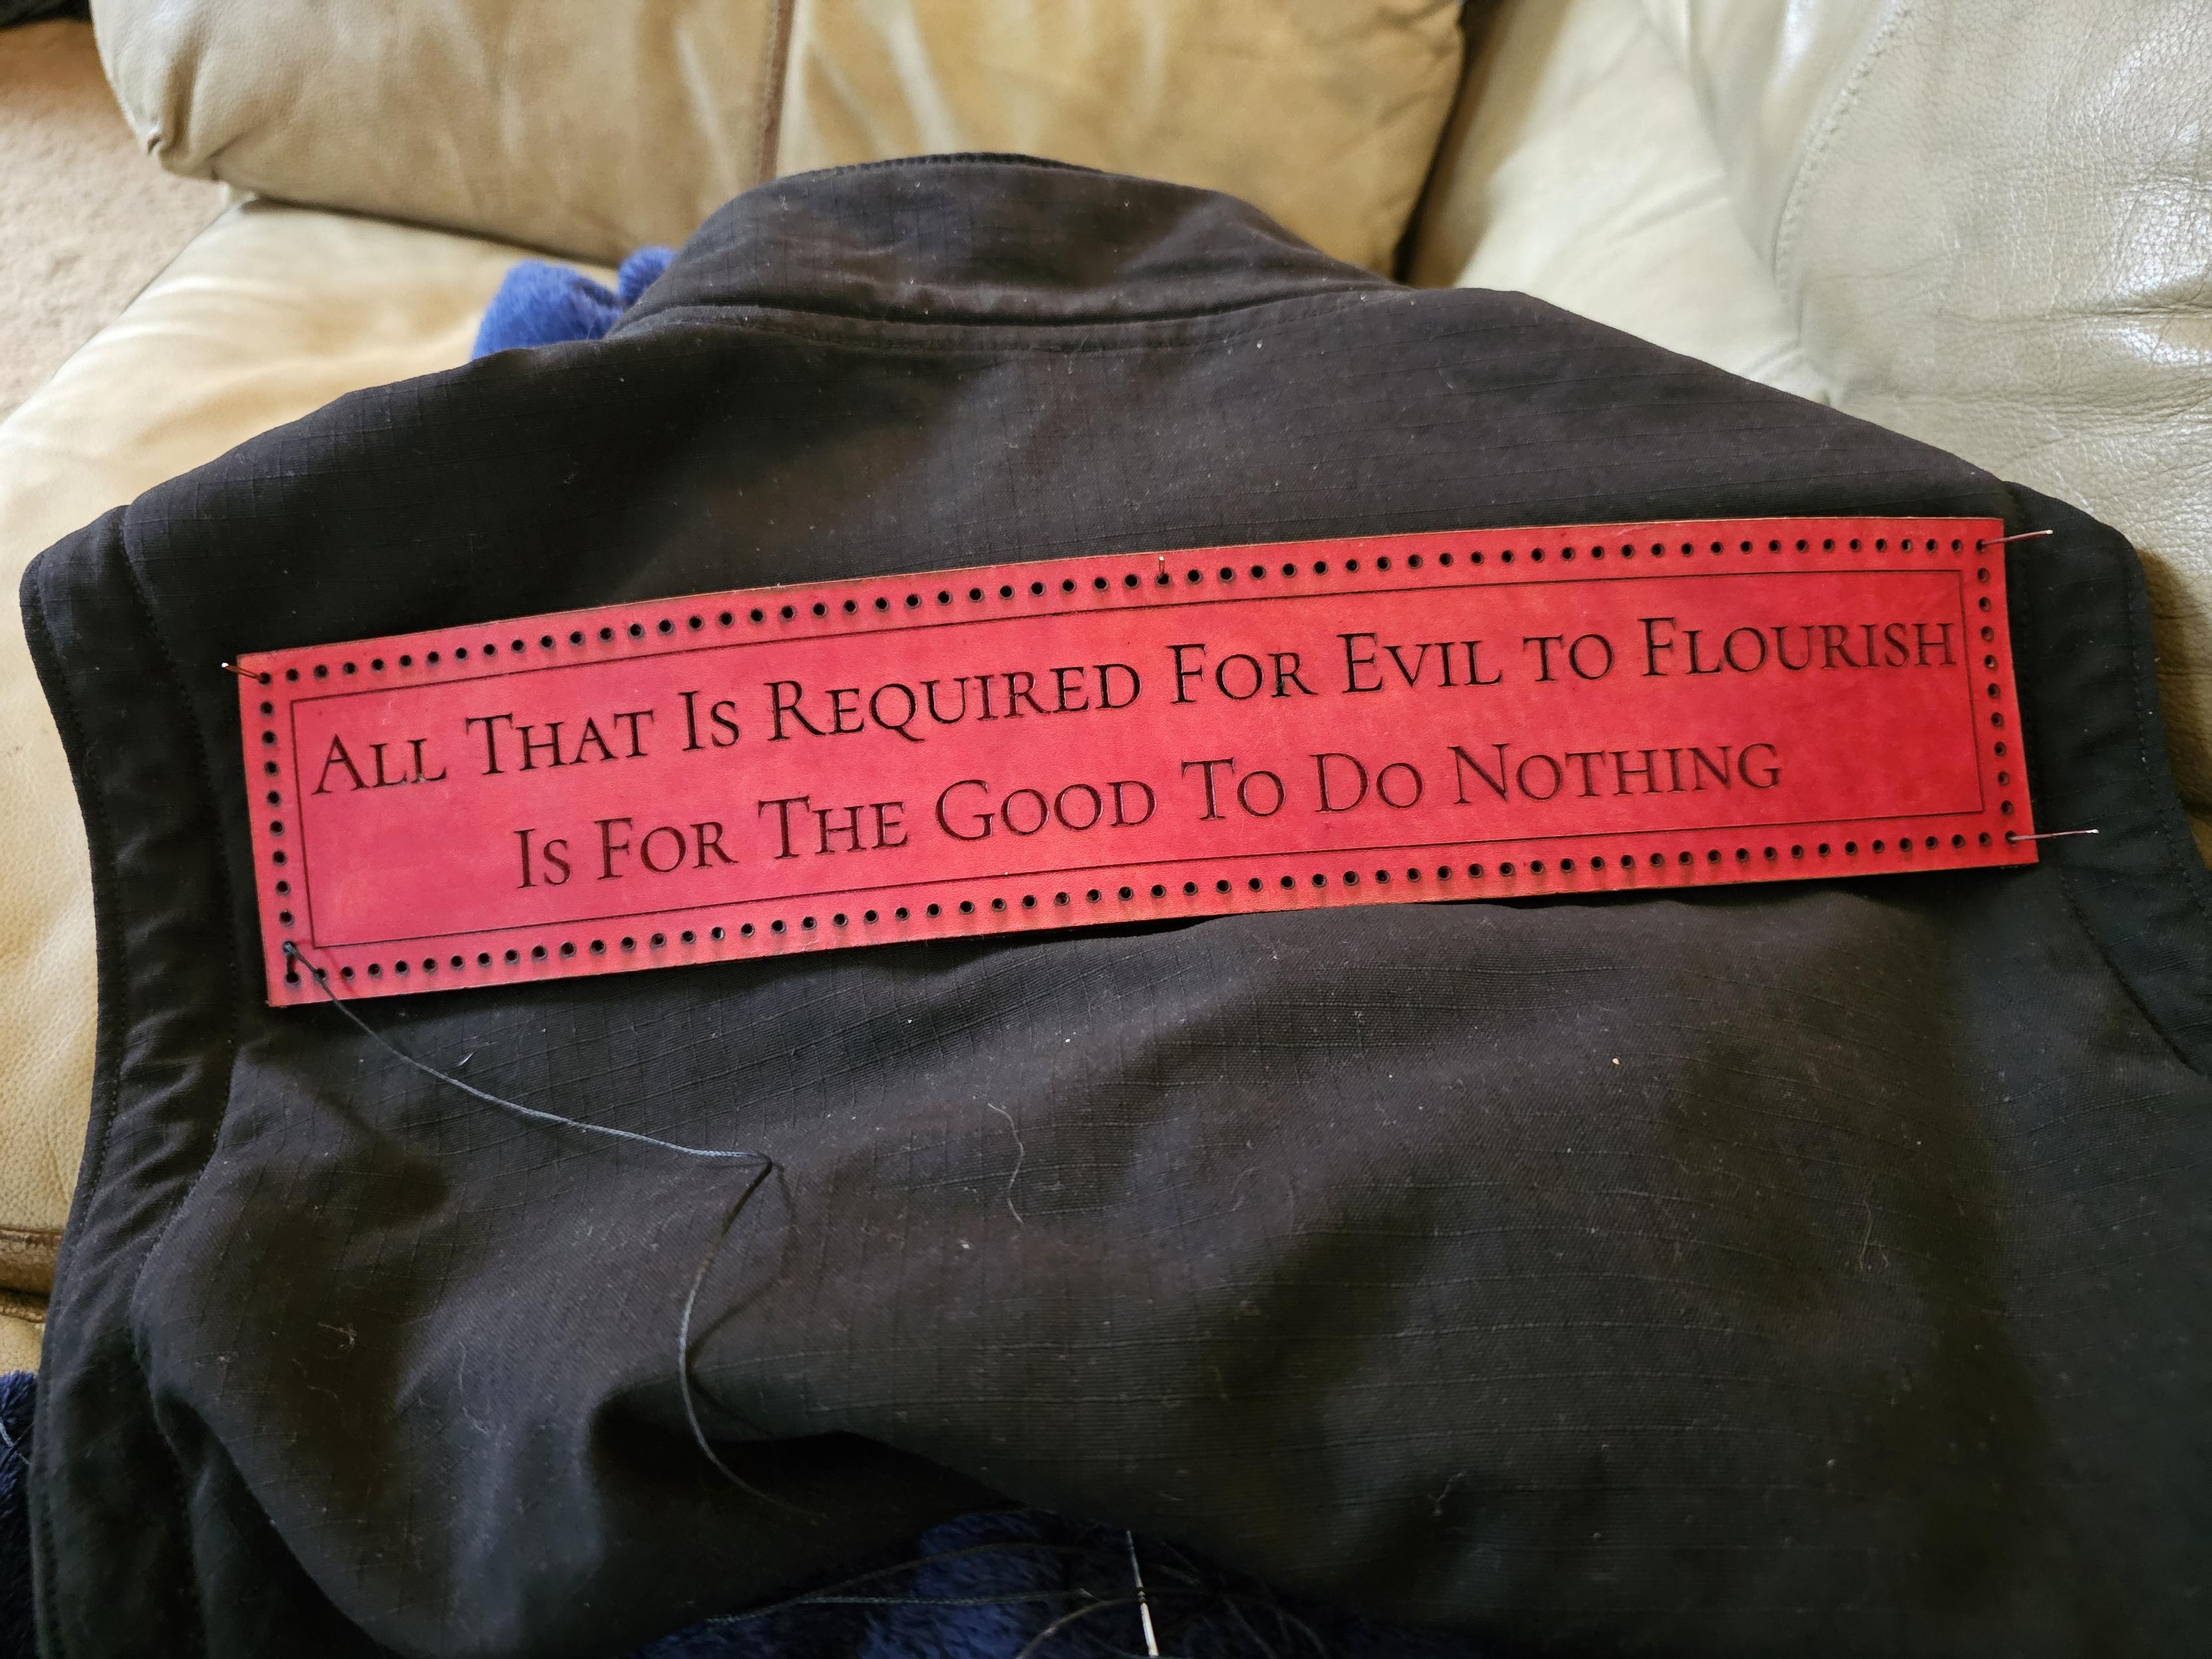 All That Is Required For Evil to Flourish
Is For The Good To Do Nothing